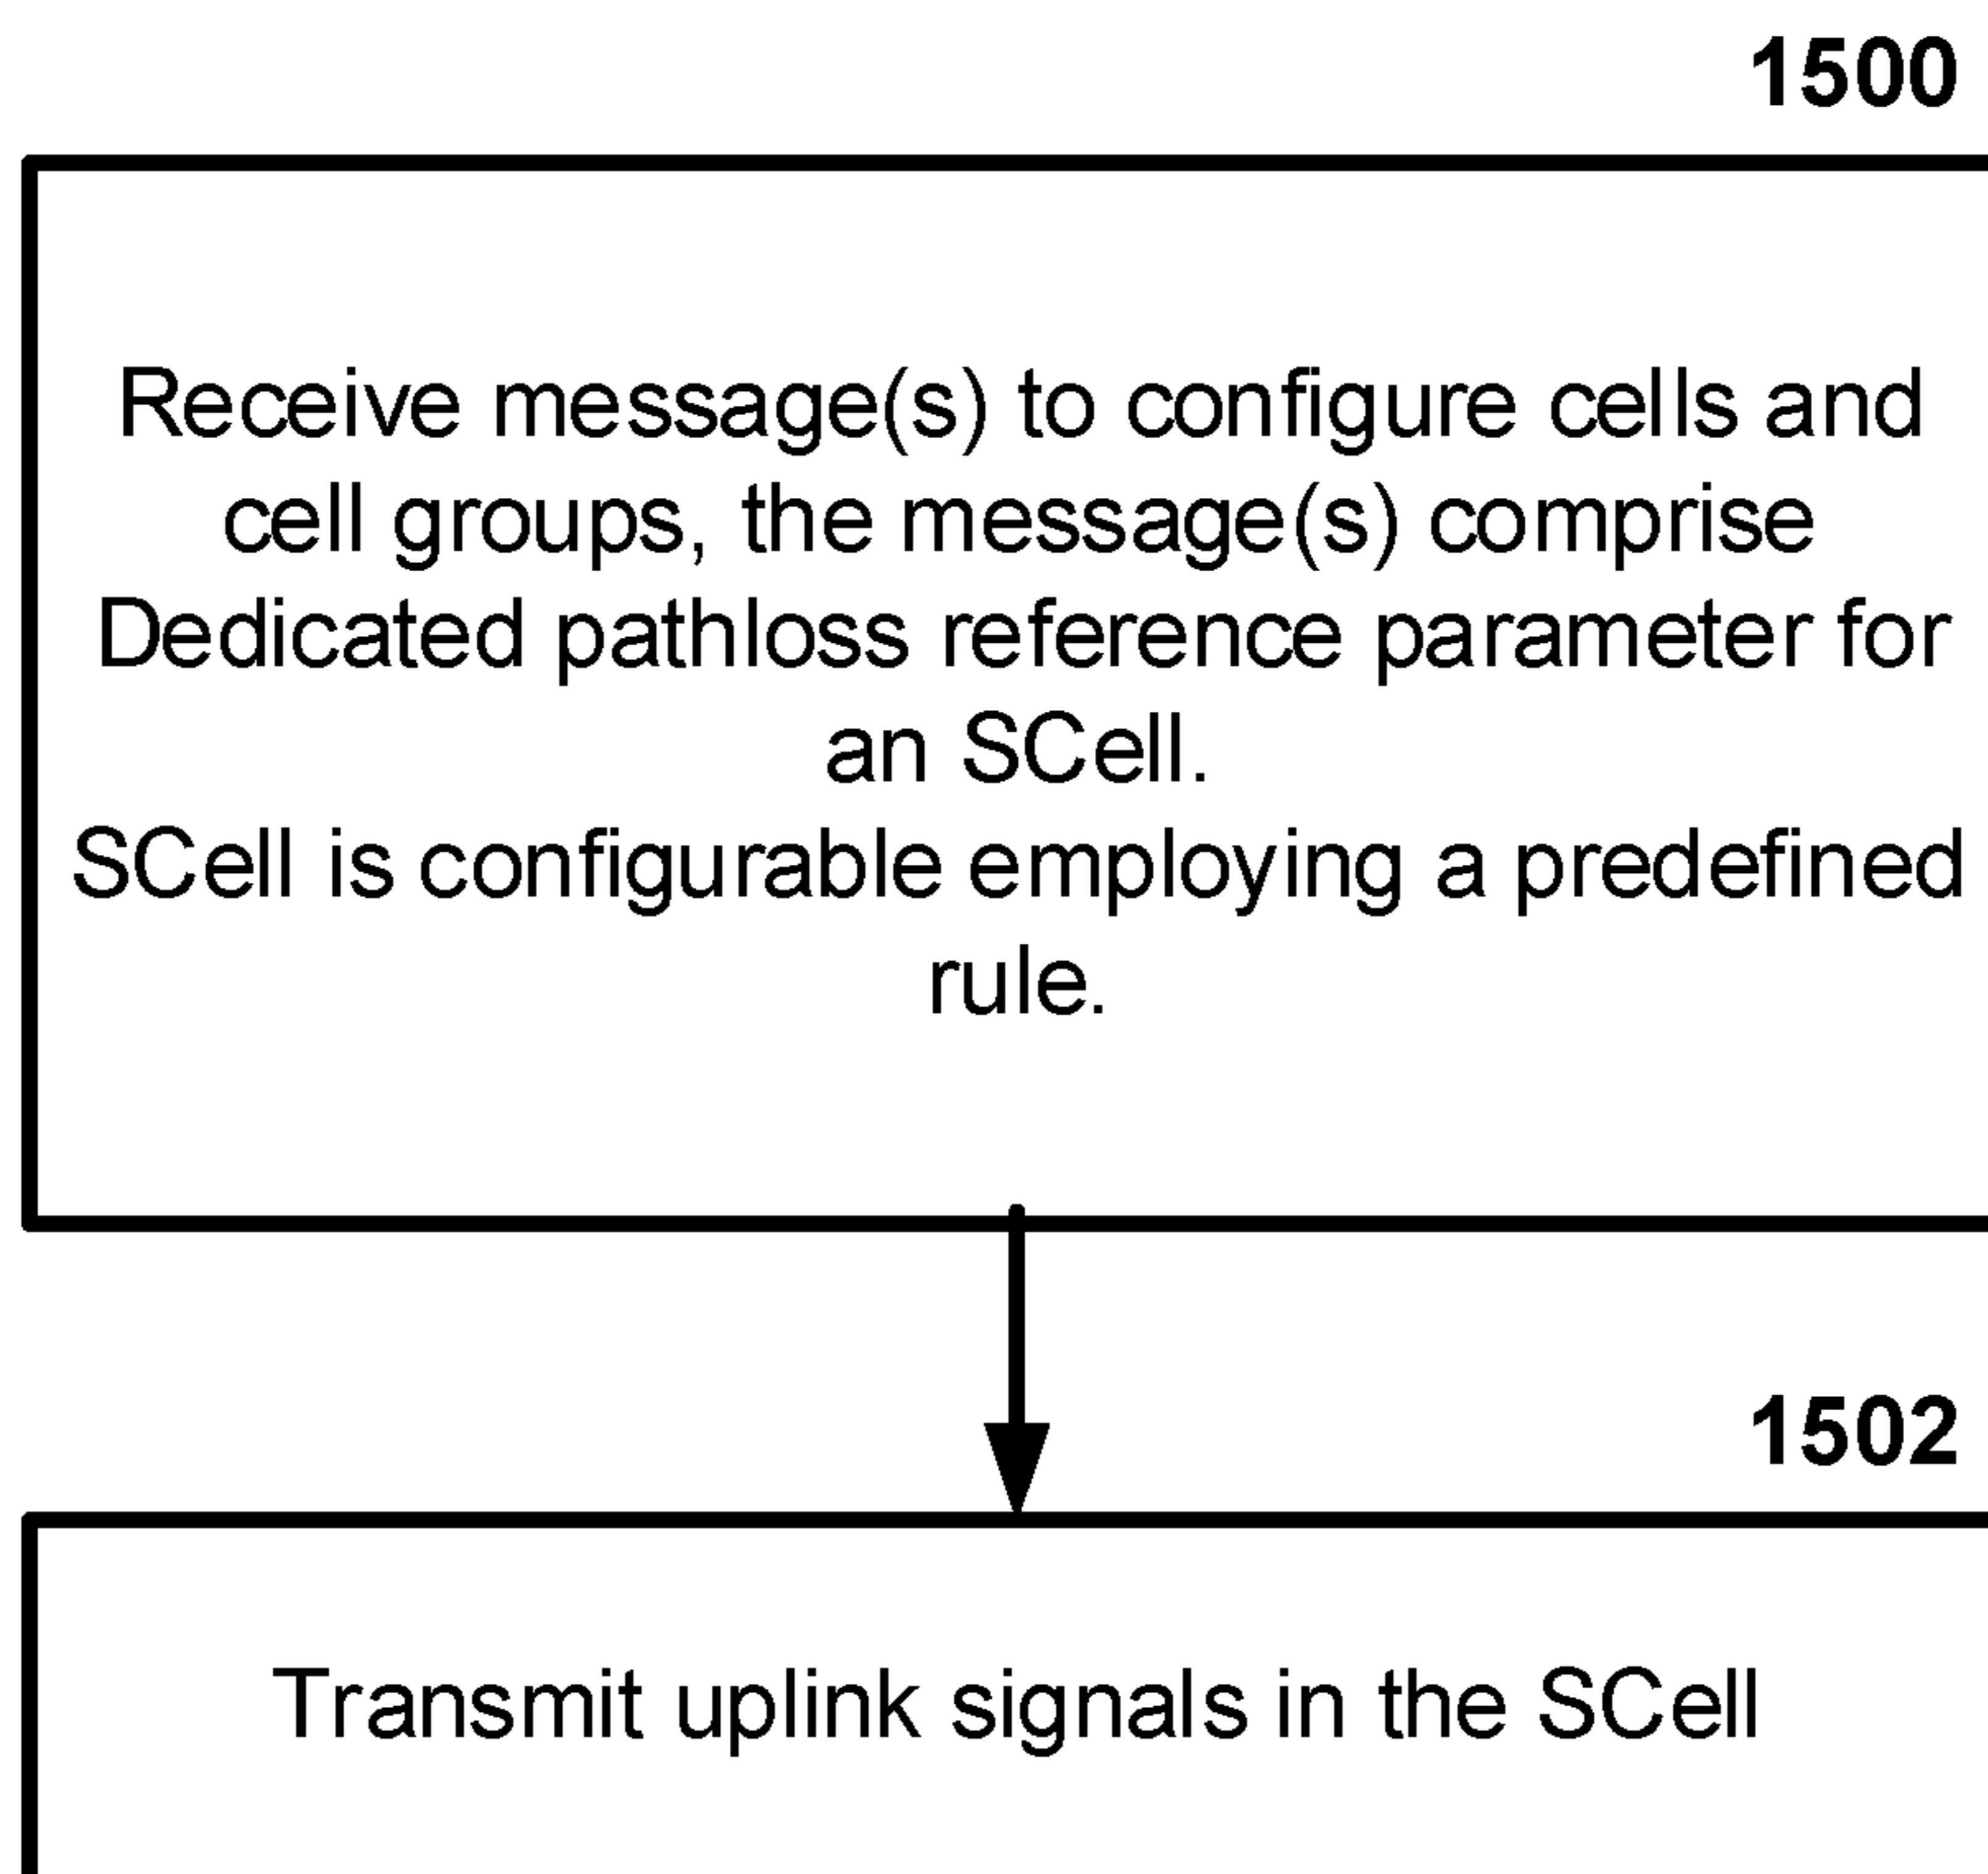 1500
Receive message(s) to configure cells and
cell groups, the message(s) comprise
Dedicated pathloss reference parameter for
an SCell.
SCell is configurable employing a predefined
rule.
1502
Transmit uplink signals in the SCell